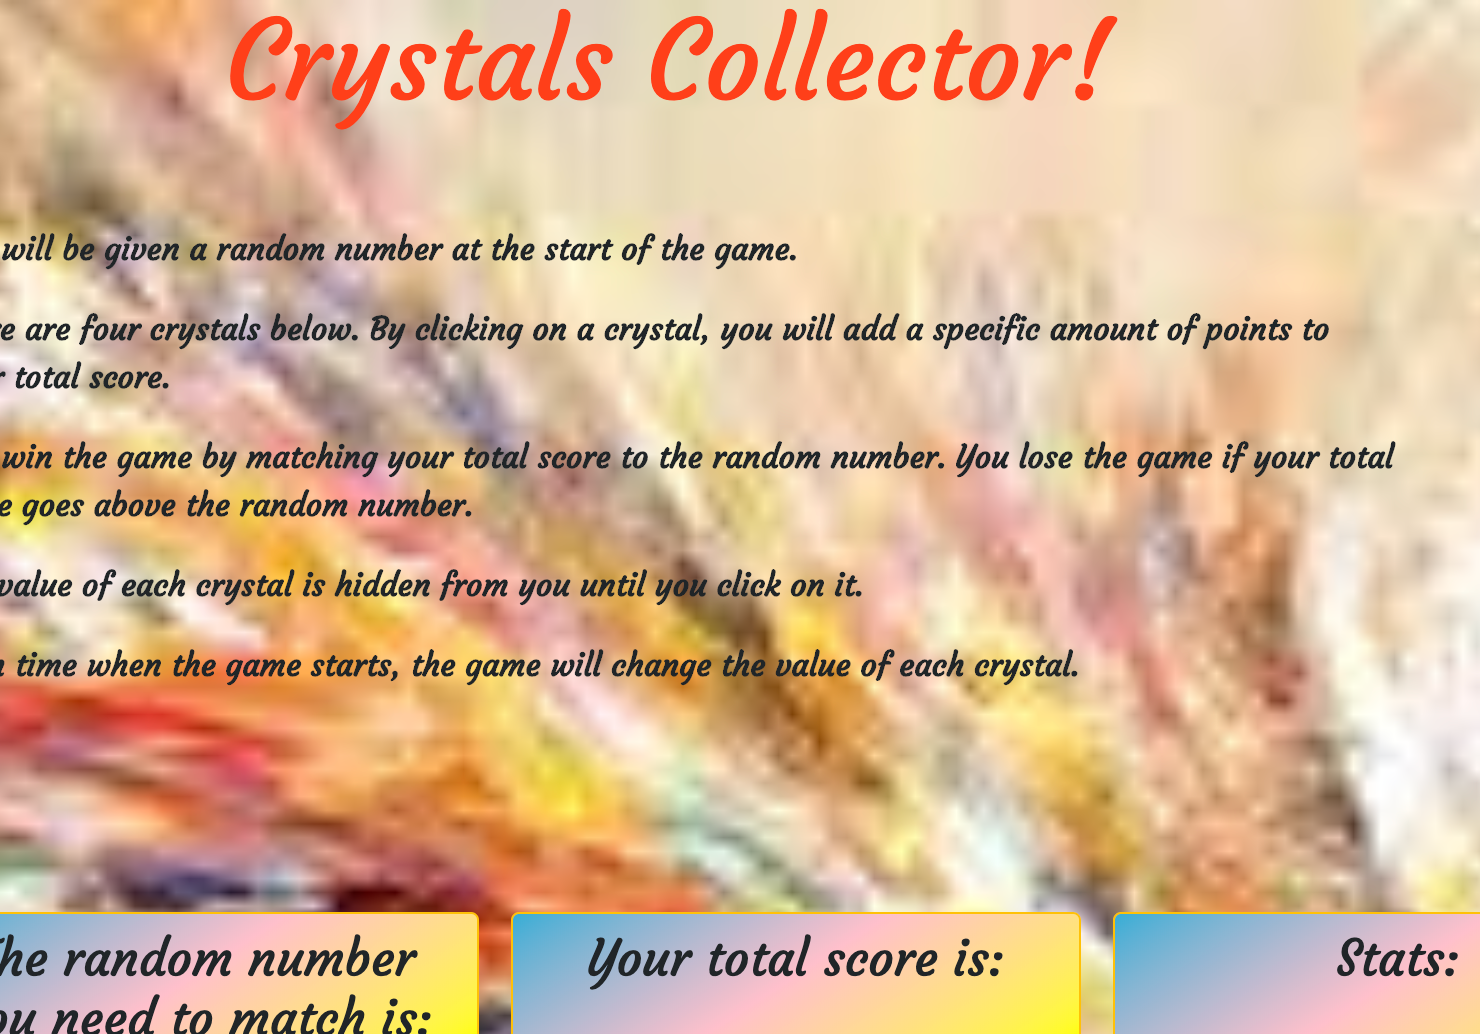 Crystals Collector!
will be given a random number at the start of the game.
are four crystals below. By clicking on a crystal, you will add a specific amount of points to
total score.
win the game by matching your total score to the random number. You lose the game if your total
goes above the random number.
value of each crystal is hidden from you until you click on it.
time when the game starts, the game will change the value of each crystal.
The random number
you need to match is:
Your total score is:
Stats: